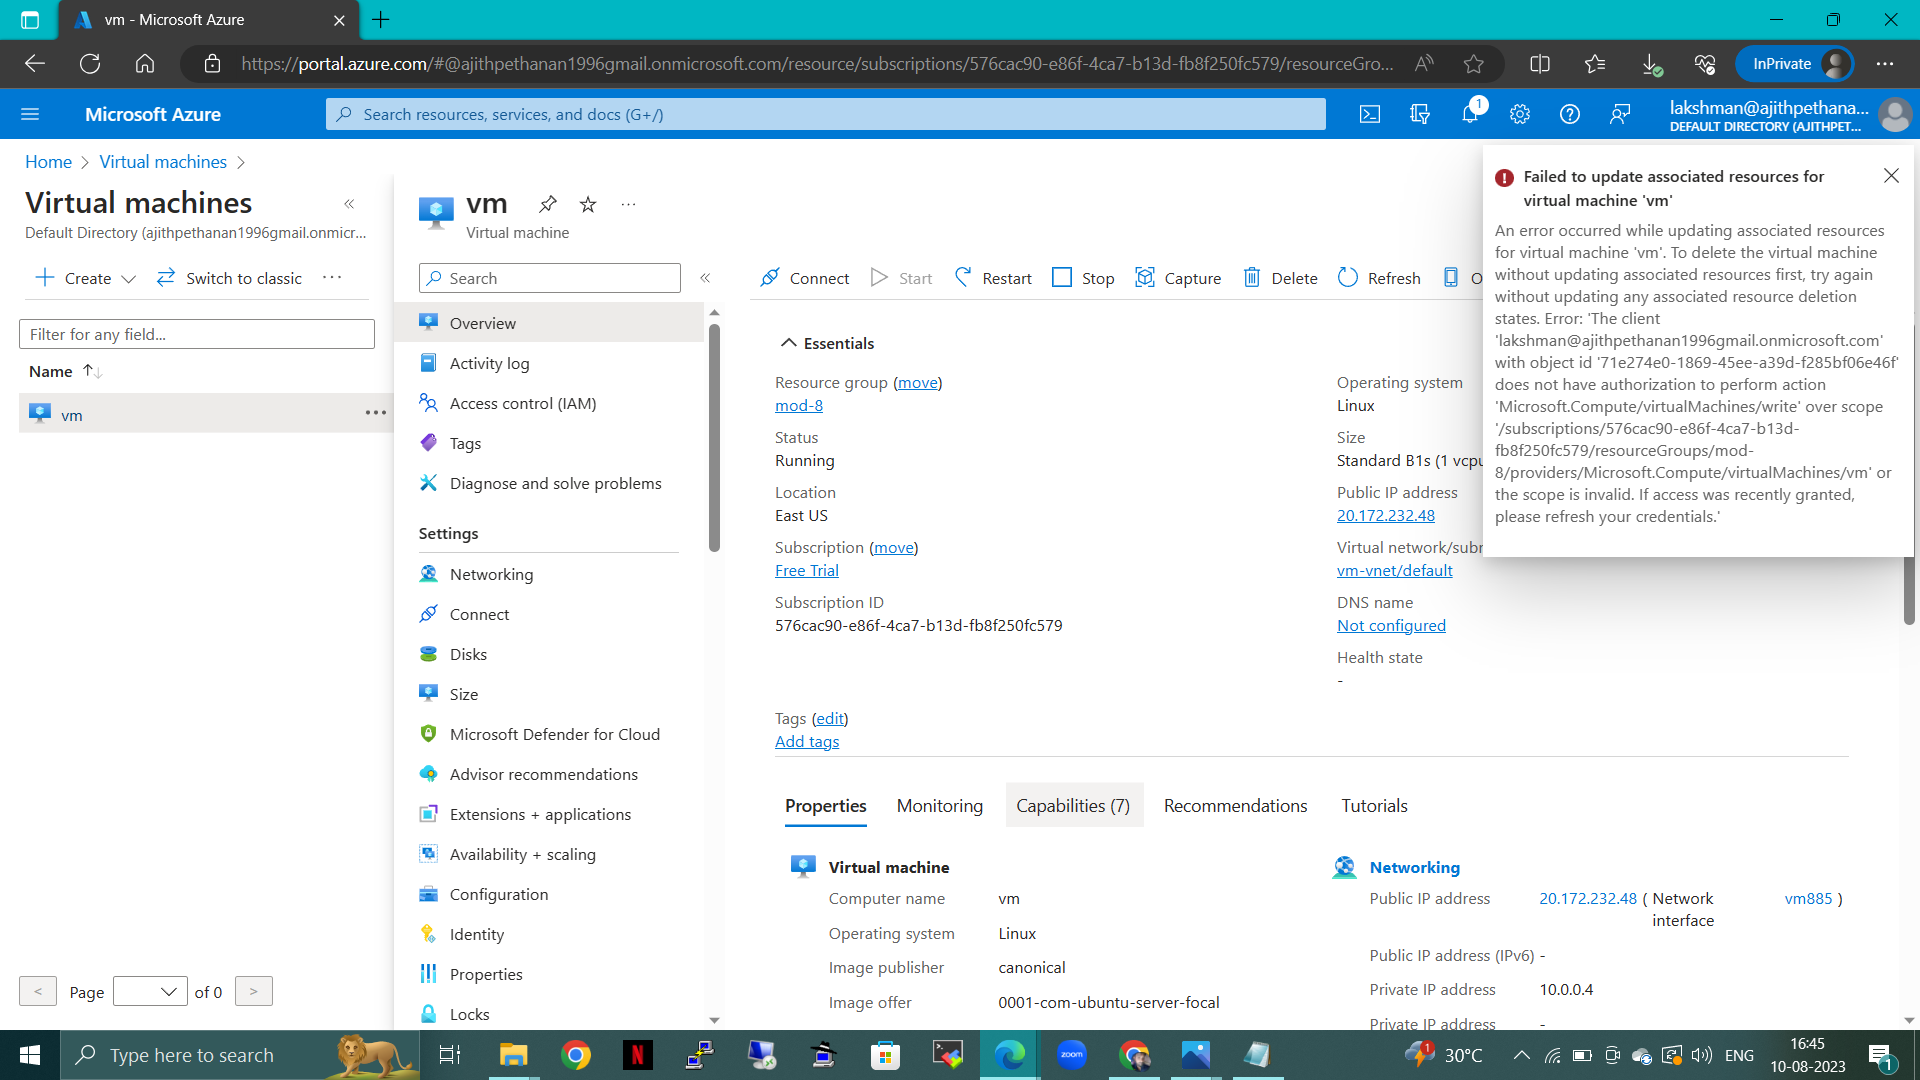 vm - Microsoft Azure
https://portal.azure.com/#@ajithpethanan1996gmail.onmicrosoft.com/resource/subscriptions/576cac90-e86f-4ca7-b13d-fb8f250fc579/resourceGro...
InPrivate
Microsoft Azure
Search resources, services, and docs (G+/)
1
lakshman@ajithpethana...
DEFAULT DIRECTORY (AJITHPET...
Home > Virtual machines >
Virtual machines
Default Directory (ajithpethanan1996gmail.onmicr...
Create
Switch to classic
Filter for any field...
Name
vm
< Page of 0 >
vm
Virtual machine
Search
Overview
Activity log
Access control (IAM)
Tags
Diagnose and solve problems
Settings
Networking
Connect
Disks
Size
Microsoft Defender for Cloud
Advisor recommendations
Extensions + applications
Availability + scaling
Configuration
Identity
Properties
Locks
Connect Start Restart Stop Capture Delete Refresh O
Essentials
Resource group (move)
mod-8
Status
Running
Location
East US
Subscription (move)
Free Trial
Subscription ID
576cac90-e86f-4ca7-b13d-fb8f250fc579
Operating system
Linux
Size
Standard B1s (1 vcpu
Public IP address
20.172.232.48
Virtual network/subn
vm-vnet/default
DNS name
Not configured
Health state
-
Tags (edit)
Add tags
Failed to update associated resources for
virtual machine 'vm'
An error occurred while updating associated resources
for virtual machine 'vm'. To delete the virtual machine
without updating associated resources first, try again
without updating any associated resource deletion
states. Error: 'The client
'lakshman@ajithpethanan1996gmail.onmicrosoft.com'
with object id '71e274e0-1869-45ee-a39d-f285bf06e46f'
does not have authorization to perform action
'Microsoft.Compute/virtualMachines/write' over scope
'/subscriptions/576cac90-e86f-4ca7-b13d-
fb8f250fc579/resourceGroups/mod-
8/providers/Microsoft.Compute/virtualMachines/vm' or
the scope is invalid. If access was recently granted,
please refresh your credentials.'
Properties Monitoring Capabilities (7) Recommendations Tutorials
Virtual machine
Computer name vm
Operating system Linux
Image publisher canonical
Image offer 0001-com-ubuntu-server-focal
Networking
Public IP address 20.172.232.48 ( Network interface vm885 )
Public IP address (IPv6) -
Private IP address 10.0.0.4
Private IP address -
Type here to search
zoom
1
30°C
ENG
16:45
10-08-2023
1